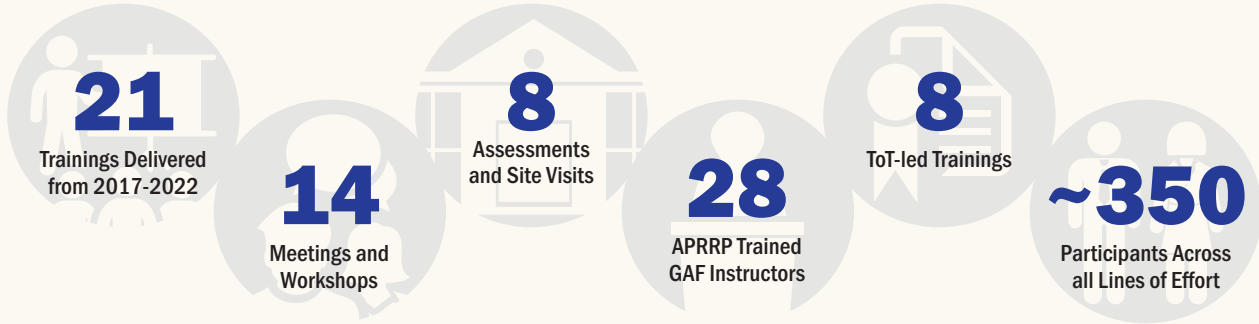 21
Trainings Delivered
from 2017-2022
14
Meetings and
Workshops
8
Assessments
and Site Visits
28
APRRP Trained
GAF Instructors
8
ToT-led Trainings
~350
Participants Across
all Lines of Effort